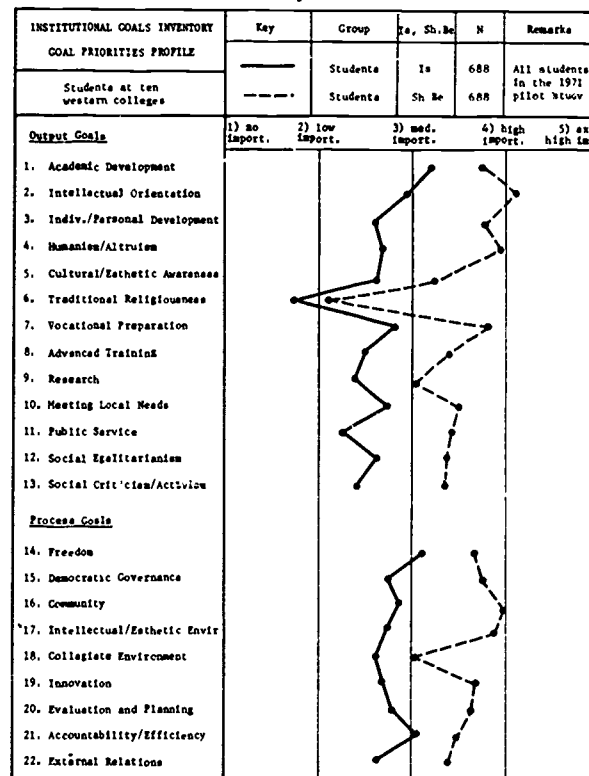 INSTITUTIONAL GOALS INVENTORY
GOAL PRIORITIES PROFILE
Key Group Is, Sh.Be N Remarks
Students at ten
western colleges
Students Is 688 All students
in the 1971
Students Sh Be 688 pilot study
Output Goals
1) no import. 2) low import. 3) med. import. 4) high import. 5) ex high im
1. Academic Development
2. Intellectual Orientation
3. Indiv./Personal Development
4. Humanism/Altruism
5. Cultural/Esthetic Awareness
6. Traditional Religiousness
7. Vocational Preparation
8. Advanced Training
9. Research
10. Meeting Local Needs
11. Public Service
12. Social Egalitarianism
13. Social Criticism/Activism
Process Goals
14. Freedom
15. Democratic Governance
16. Community
17. Intellectual/Esthetic Envir
18. Collegiate Environment
19. Innovation
20. Evaluation and Planning
21. Accountability/Efficiency
22. External Relations